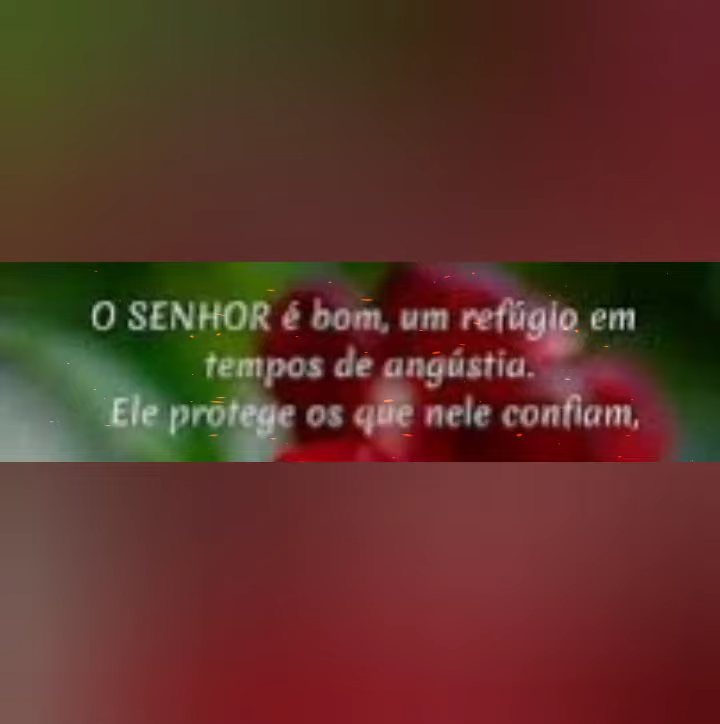 O SENHOR é bom, um refúgio em
tempos de angústia.
Ele protege os que nele confiam,